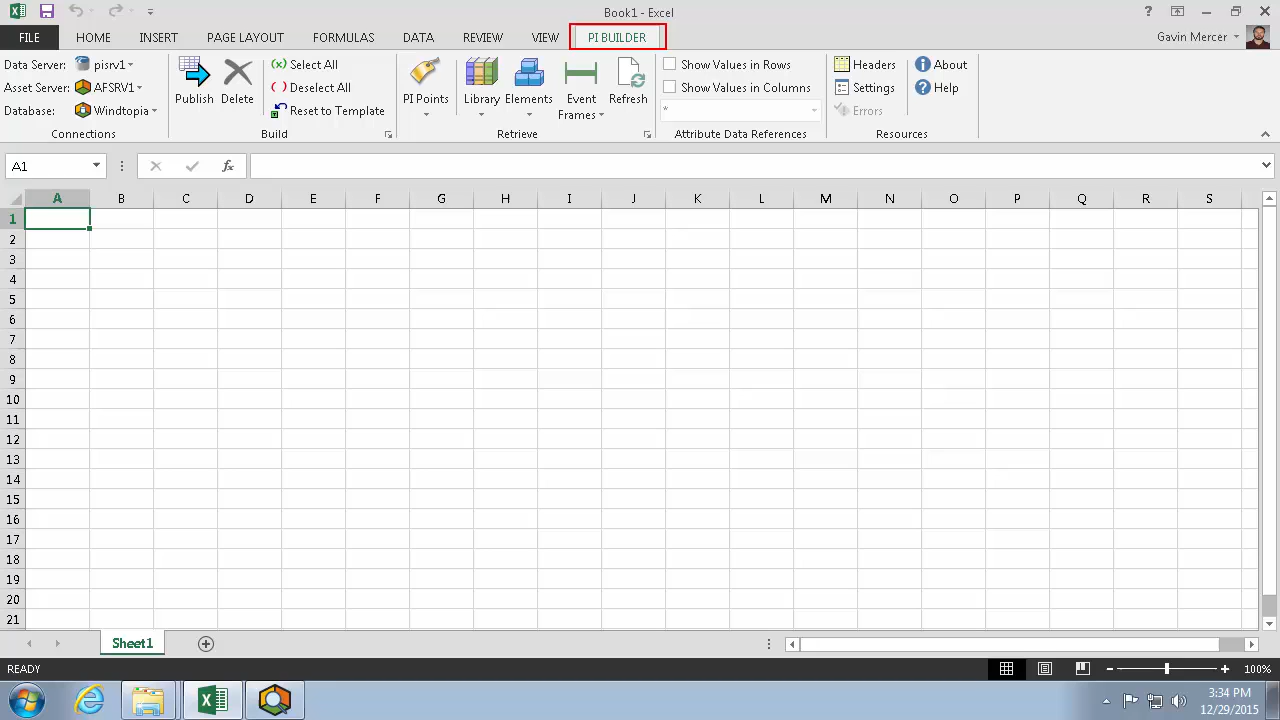 Book1 - Excel
?
FILE HOME INSERT PAGE LAYOUT FORMULAS DATA REVIEW VIEW PI BUILDER Gavin Mercer
Data Server: pisrv1
Asset Server: AFSRV1
Database: Windtopia
Connections
Publish
Delete
Select All
Deselect All
Reset to Template
Build
PI Points
Library
Elements
Event
Frames
Refresh
Retrieve
Show Values in Rows
Show Values in Columns
*
Attribute Data References
Headers
Settings
Errors
About
Help
Resources
A1
fx
A B C D E F G H I J K L M N O P Q R S
1
2
3
4
5
6
7
8
9
10
11
12
13
14
15
16
17
18
19
20
21
Sheet1
READY
100%
3:34 PM
12/29/2015